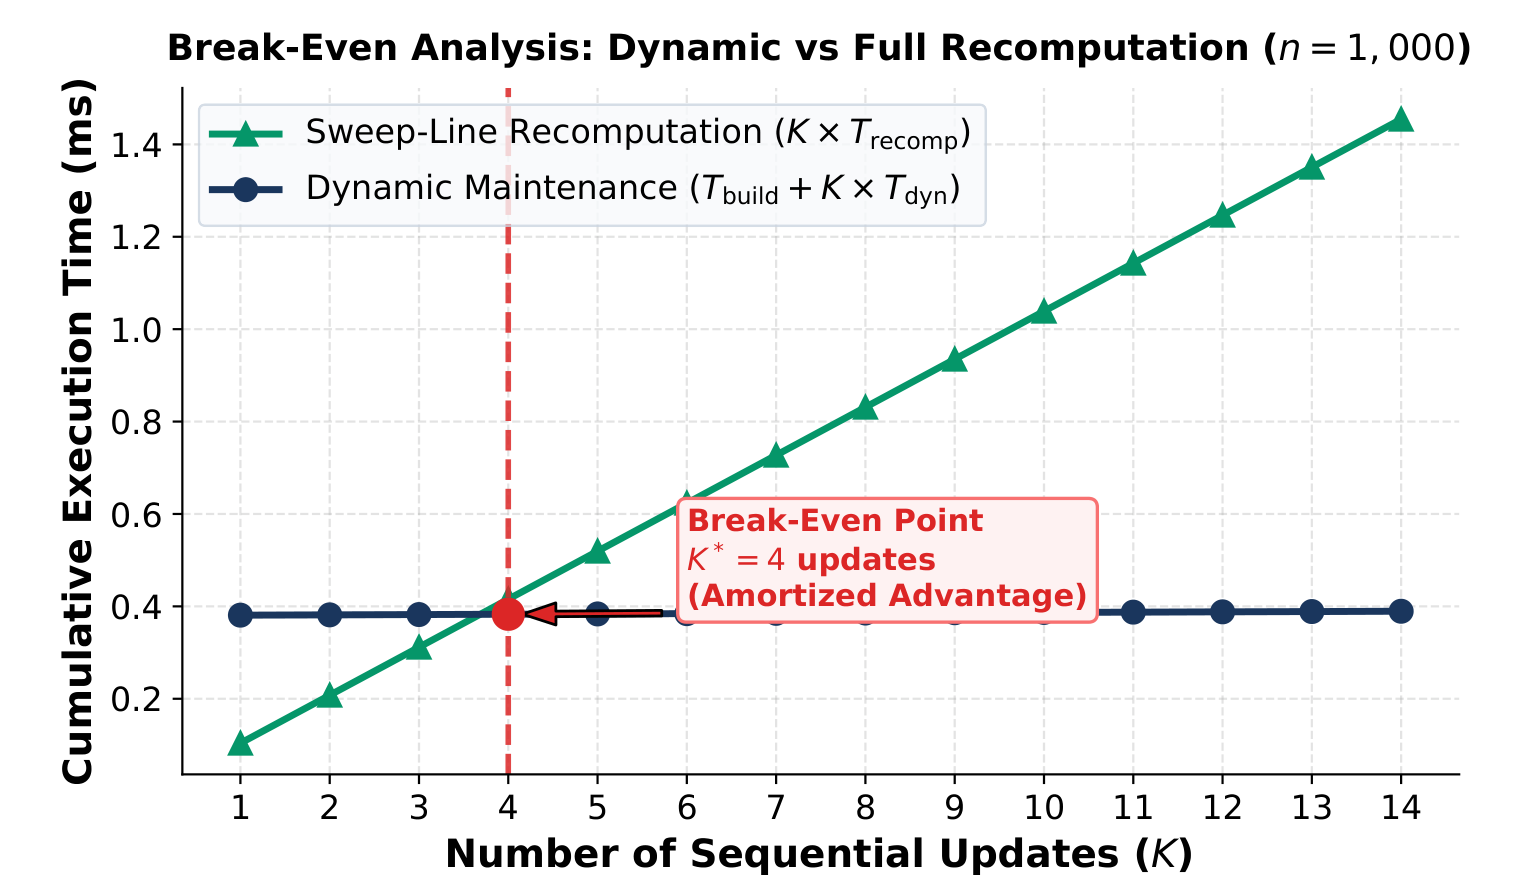 Break-Even Analysis: Dynamic vs Full Recomputation (n = 1,000)
Cumulative Execution Time (ms)
Sweep-Line Recomputation (K × T_recomp)
Dynamic Maintenance (T_build + K × T_dyn)
1.4
1.2
1.0
0.8
0.6
0.4
0.2
Break-Even Point
K* = 4 updates
(Amortized Advantage)
1 2 3 4 5 6 7 8 9 10 11 12 13 14
Number of Sequential Updates (K)